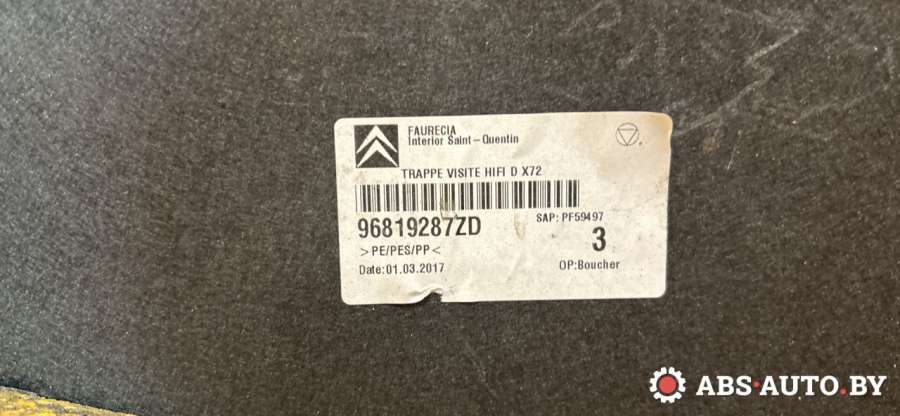 FAURECIA
Interior Saint-Quentin
TRAPPE VISITE HIFI D X72
96819287ZD
SAP: PF59497
>PE/PES/PP<
3
Date:01.03.2017
OP:Boucher
ABS-AUTO.BY